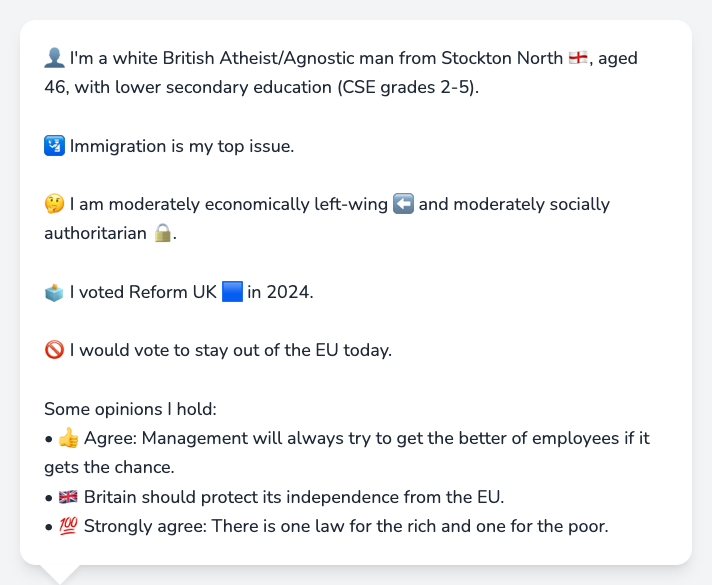 👤 I'm a white British Atheist/Agnostic man from Stockton North 🏴󠁧󠁢󠁥󠁮󠁧󠁿, aged
46, with lower secondary education (CSE grades 2-5).
🛂 Immigration is my top issue.
🤔 I am moderately economically left-wing ⬅️ and moderately socially
authoritarian 🔒.
🗳️ I voted Reform UK 🟦 in 2024.
🚫 I would vote to stay out of the EU today.
Some opinions I hold:
• 👍 Agree: Management will always try to get the better of employees if it
gets the chance.
• 🇬🇧 Britain should protect its independence from the EU.
• 💯 Strongly agree: There is one law for the rich and one for the poor.